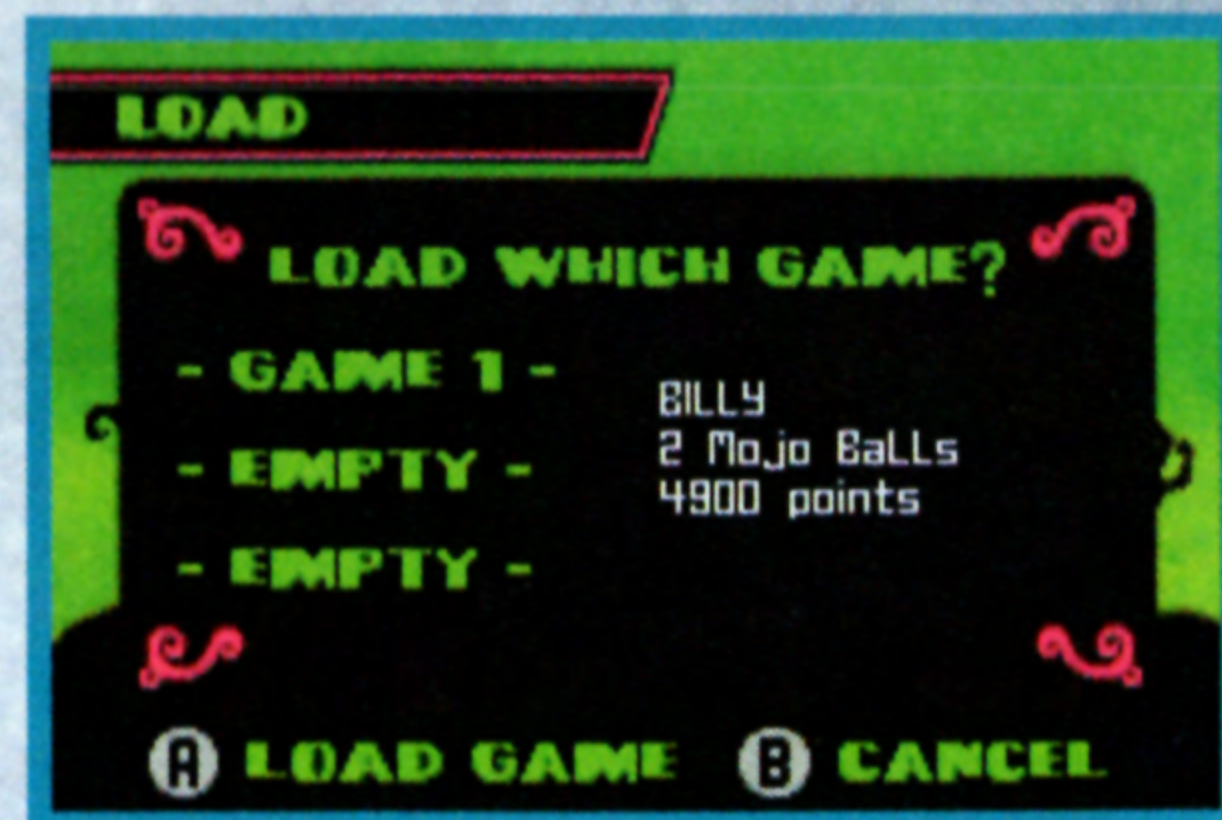 LOAD
LOAD WHICH GAME?
- GAME 1 -
- EMPTY -
- EMPTY -
BILLY
2 Mojo Balls
4900 points
A LOAD GAME B CANCEL